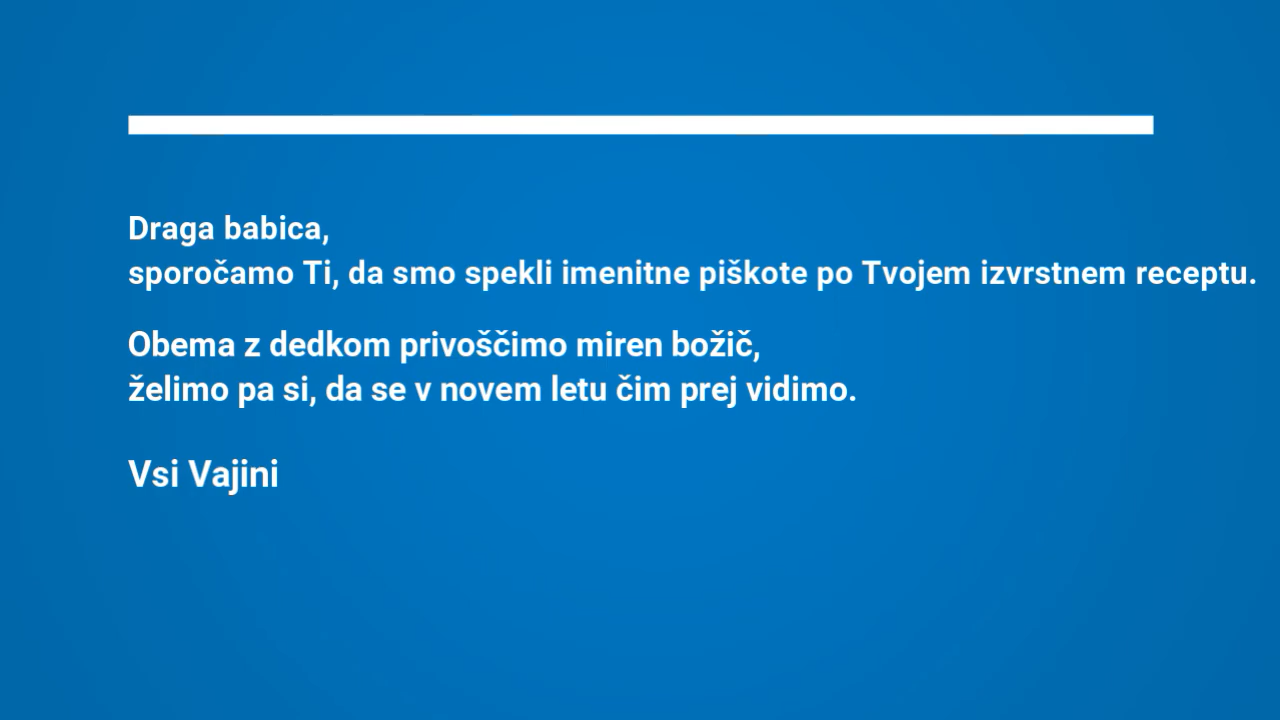 Draga babica,
sporočamo Ti, da smo spekli imenitne piškote po Tvojem izvrstnem receptu.
Obema z dedkom privoščimo miren božič,
želimo pa si, da se v novem letu čim prej vidimo.
Vsi Vajini